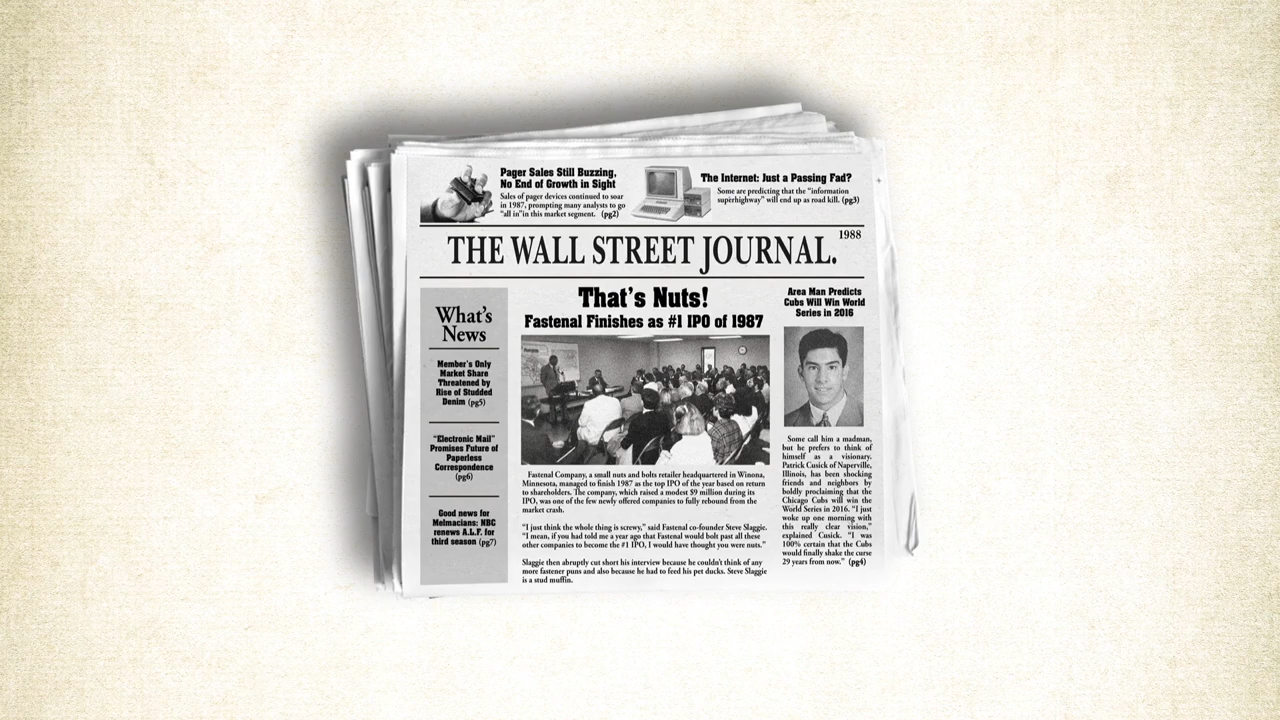 Pager Sales Still Buzzing,
No End of Growth in Sight
Sales of pager devices continued to soar
in 1987, prompting many analysts to go
"all in"in this market segment. (pg2)
The Internet: Just a Passing Fad?
Some are predicting that the "information
superhighway" will end up as road kill. (pg3)
1988
THE WALL STREET JOURNAL.
What's
News
Member's Only
Market Share
Threatened by
Rise of Studded
Denim (pg5)
"Electronic Mail"
Promises Future of
Paperless
Correspondence
(pg6)
Good news for
Melmacians: NBC
renews A.L.F. for
third season (pg7)
That's Nuts!
Fastenal Finishes as #1 IPO of 1987
Fastenal Company, a small nuts and bolts retailer headquartered in Winona,
Minnesota, managed to finish 1987 as the top IPO of the year based on return
to shareholders. The company, which raised a modest $9 million during its
IPO, was one of the few newly offered companies to fully rebound from the
market crash.
"I just think the whole thing is screwy," said Fastenal co-founder Steve Slaggie.
"I mean, if you had told me a year ago that Fastenal would bolt past all these
other companies to become the #1 IPO, I would have thought you were nuts."
Slaggie then abruptly cut short his interview because he couldn't think of any
more fastener puns and also because he had to feed his pet ducks. Steve Slaggie
is a stud muffin.
Area Man Predicts
Cubs Will Win World
Series in 2016
Some call him a madman,
but he prefers to think of
himself as a visionary.
Patrick Cusick of Naperville,
Illinois, has been shocking
friends and neighbors by
boldly proclaiming that the
Chicago Cubs will win the
World Series in 2016. "I just
woke up one morning with
this really clear vision,"
explained Cusick. "I was
100% certain that the Cubs
would finally shake the curse
29 years from now." (pg4)